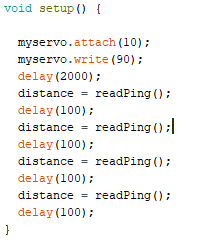 void setup() {
myservo.attach(10);
myservo.write(90);
delay(2000);
distance = readPing();
delay(100);
distance = readPing();
delay(100);
distance = readPing();
delay(100);
distance = readPing();
delay(100);
}